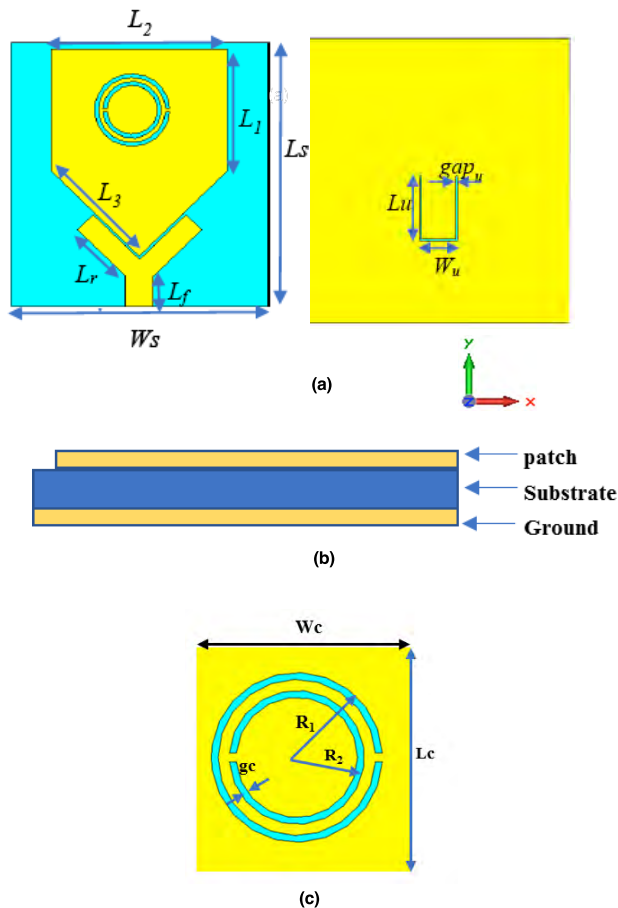 L2
L1
Ls
L3
Lr
Lf
Ws
gapu
Lu
Wu
(a)
Y
Z
X
patch
Substrate
Ground
(b)
Wc
R1
R2
gc
Lc
(c)